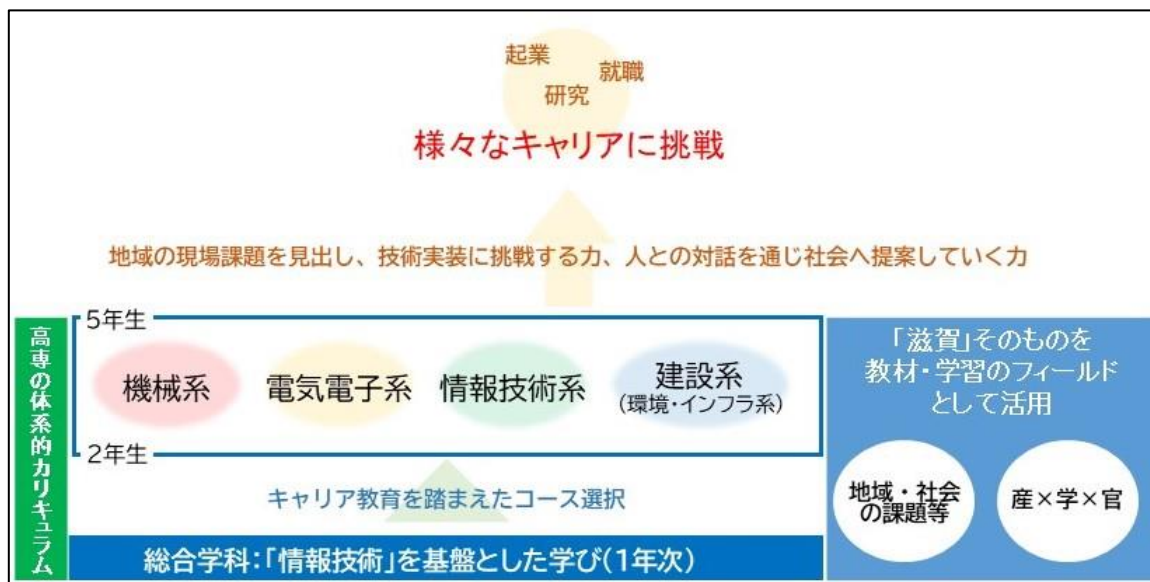 起業
就職
研究
様々なキャリアに挑戦
地域の現場課題を見出し、技術実装に挑戦する力、人との対話を通じ社会へ提案していく力
高専の体系的カリキュラム
5年生
機械系
電気電子系
情報技術系
建設系
(環境・インフラ系)
2年生
キャリア教育を踏まえたコース選択
総合学科:「情報技術」を基盤とした学び(1年次)
「滋賀」そのものを
教材・学習のフィールド
として活用
地域・社会
の課題等
産×学×官